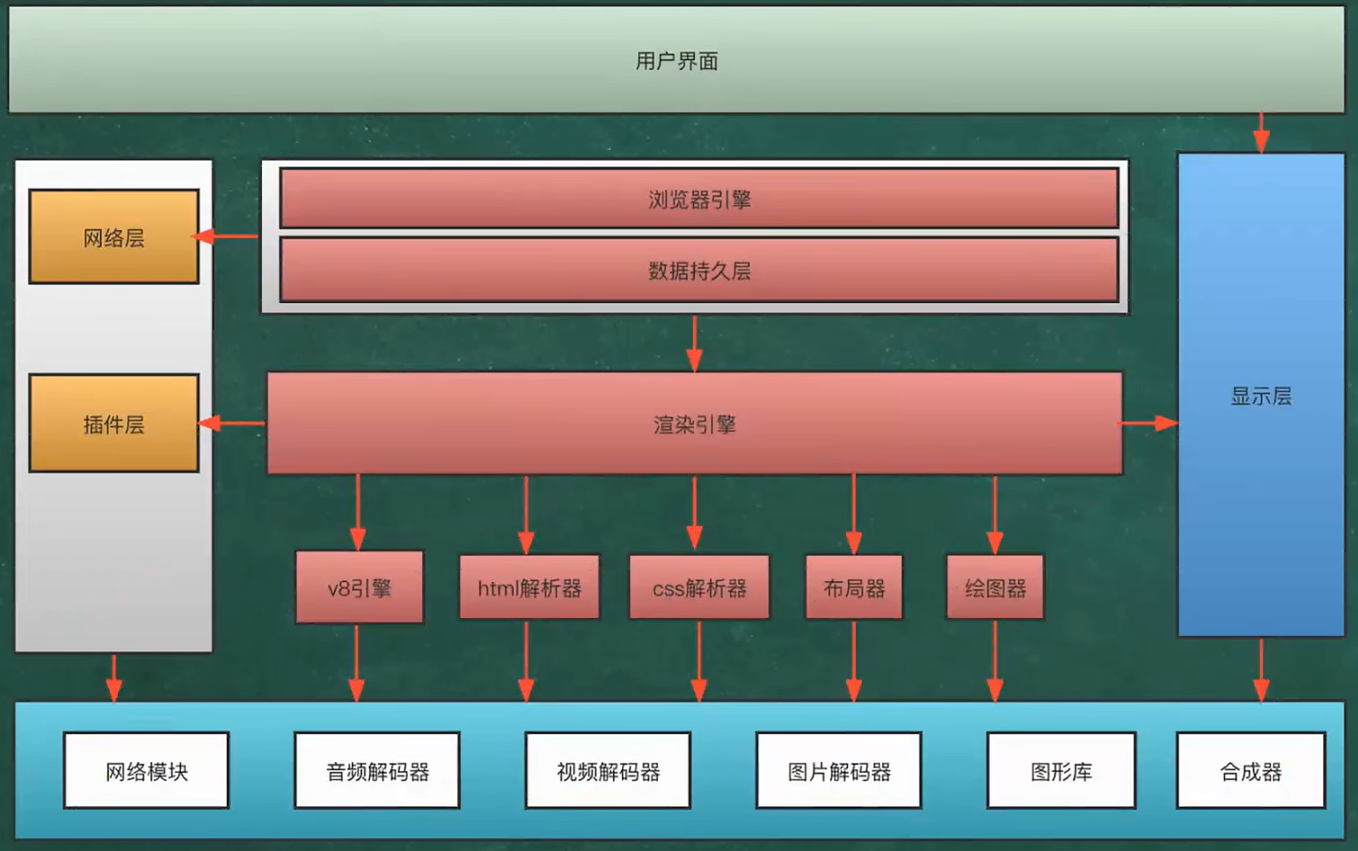 用户界面
网络层
浏览器引擎
数据持久层
插件层
渲染引擎
显示层
v8引擎
html解析器
css解析器
布局器
绘图器
网络模块
音频解码器
视频解码器
图片解码器
图形库
合成器